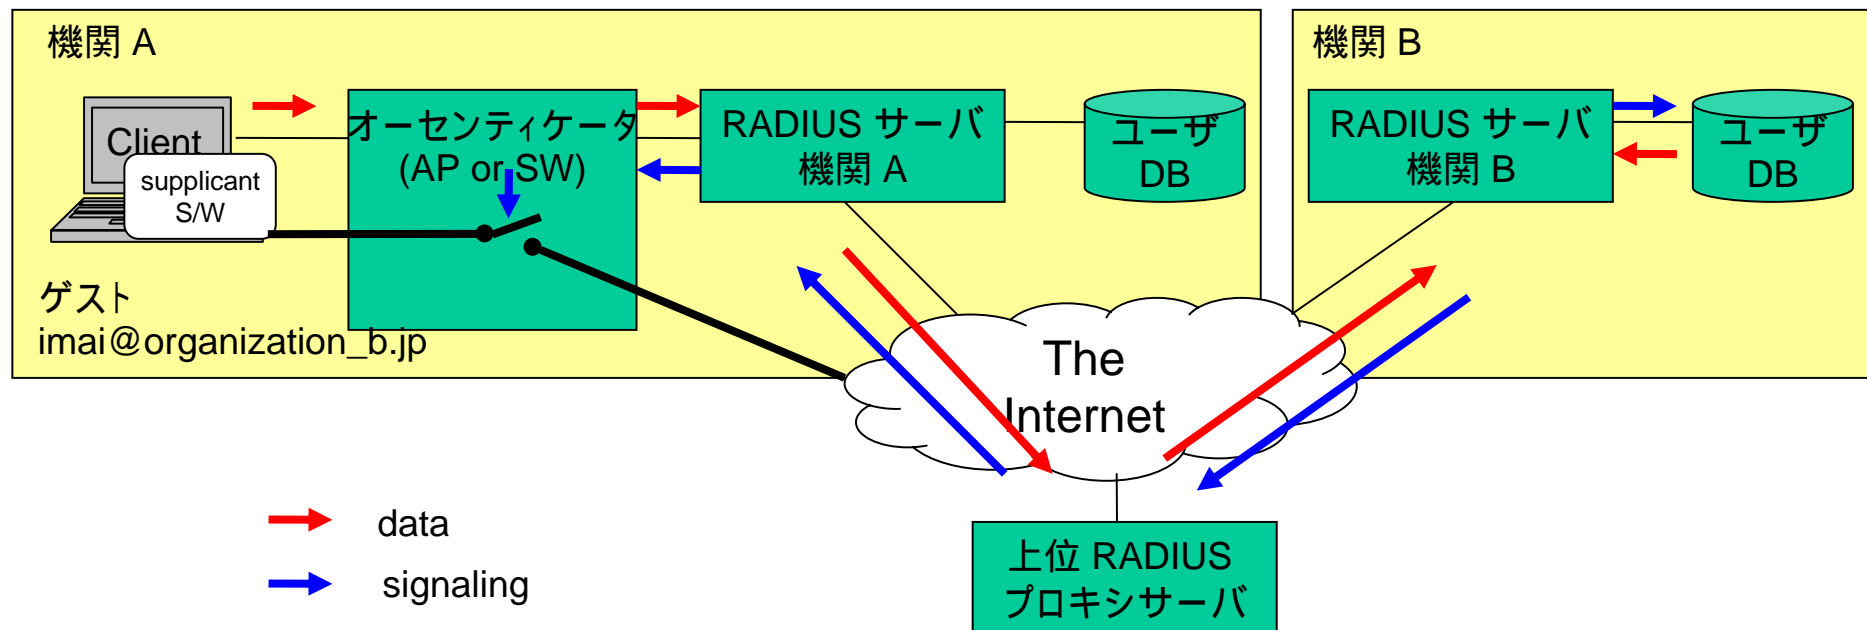 機関 A
機関 B
Client
supplicant
S/W
オーセンティケータ
(AP or SW)
RADIUS サーバ
機関 A
ユーザ
DB
RADIUS サーバ
機関 B
ユーザ
DB
ゲスト
imai@organization_b.jp
The
Internet
data
signaling
上位 RADIUS
プロキシサーバ